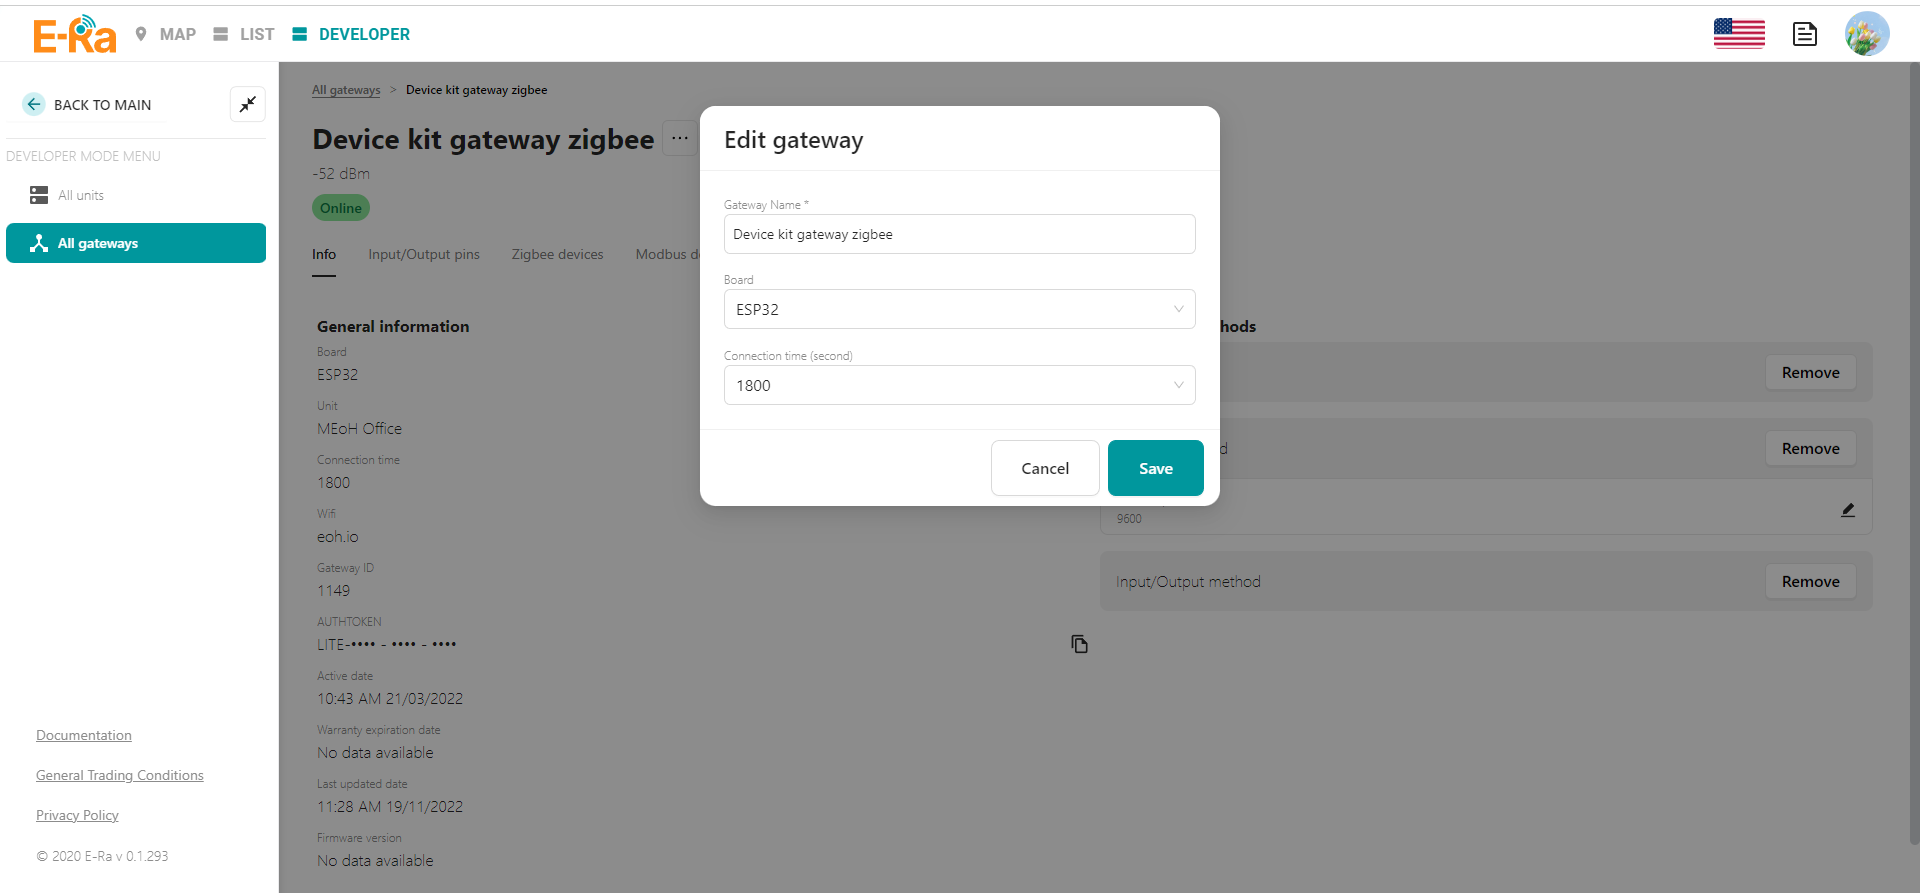 E-Ra MAP LIST DEVELOPER
BACK TO MAIN
DEVELOPER MODE MENU
All units
All gateways
Documentation
General Trading Conditions
Privacy Policy
© 2020 E-Ra v 0.1.293
All gateways > Device kit gateway zigbee
Device kit gateway zigbee ...
-52 dBm
Online
Info Input/Output pins Zigbee devices Modbus d
General information
Board
ESP32
Unit
MEoH Office
Connection time
1800
Wifi
eoh.io
Gateway ID
1149
AUTHTOKEN
LITE-•••• - •••• - ••••
Active date
10:43 AM 21/03/2022
Warranty expiration date
No data available
Last updated date
11:28 AM 19/11/2022
Firmware version
No data available
Edit gateway
Gateway Name *
Device kit gateway zigbee
Board
ESP32
Connection time (second)
1800
Cancel Save
hods
Remove
d Remove
9600
Input/Output method Remove